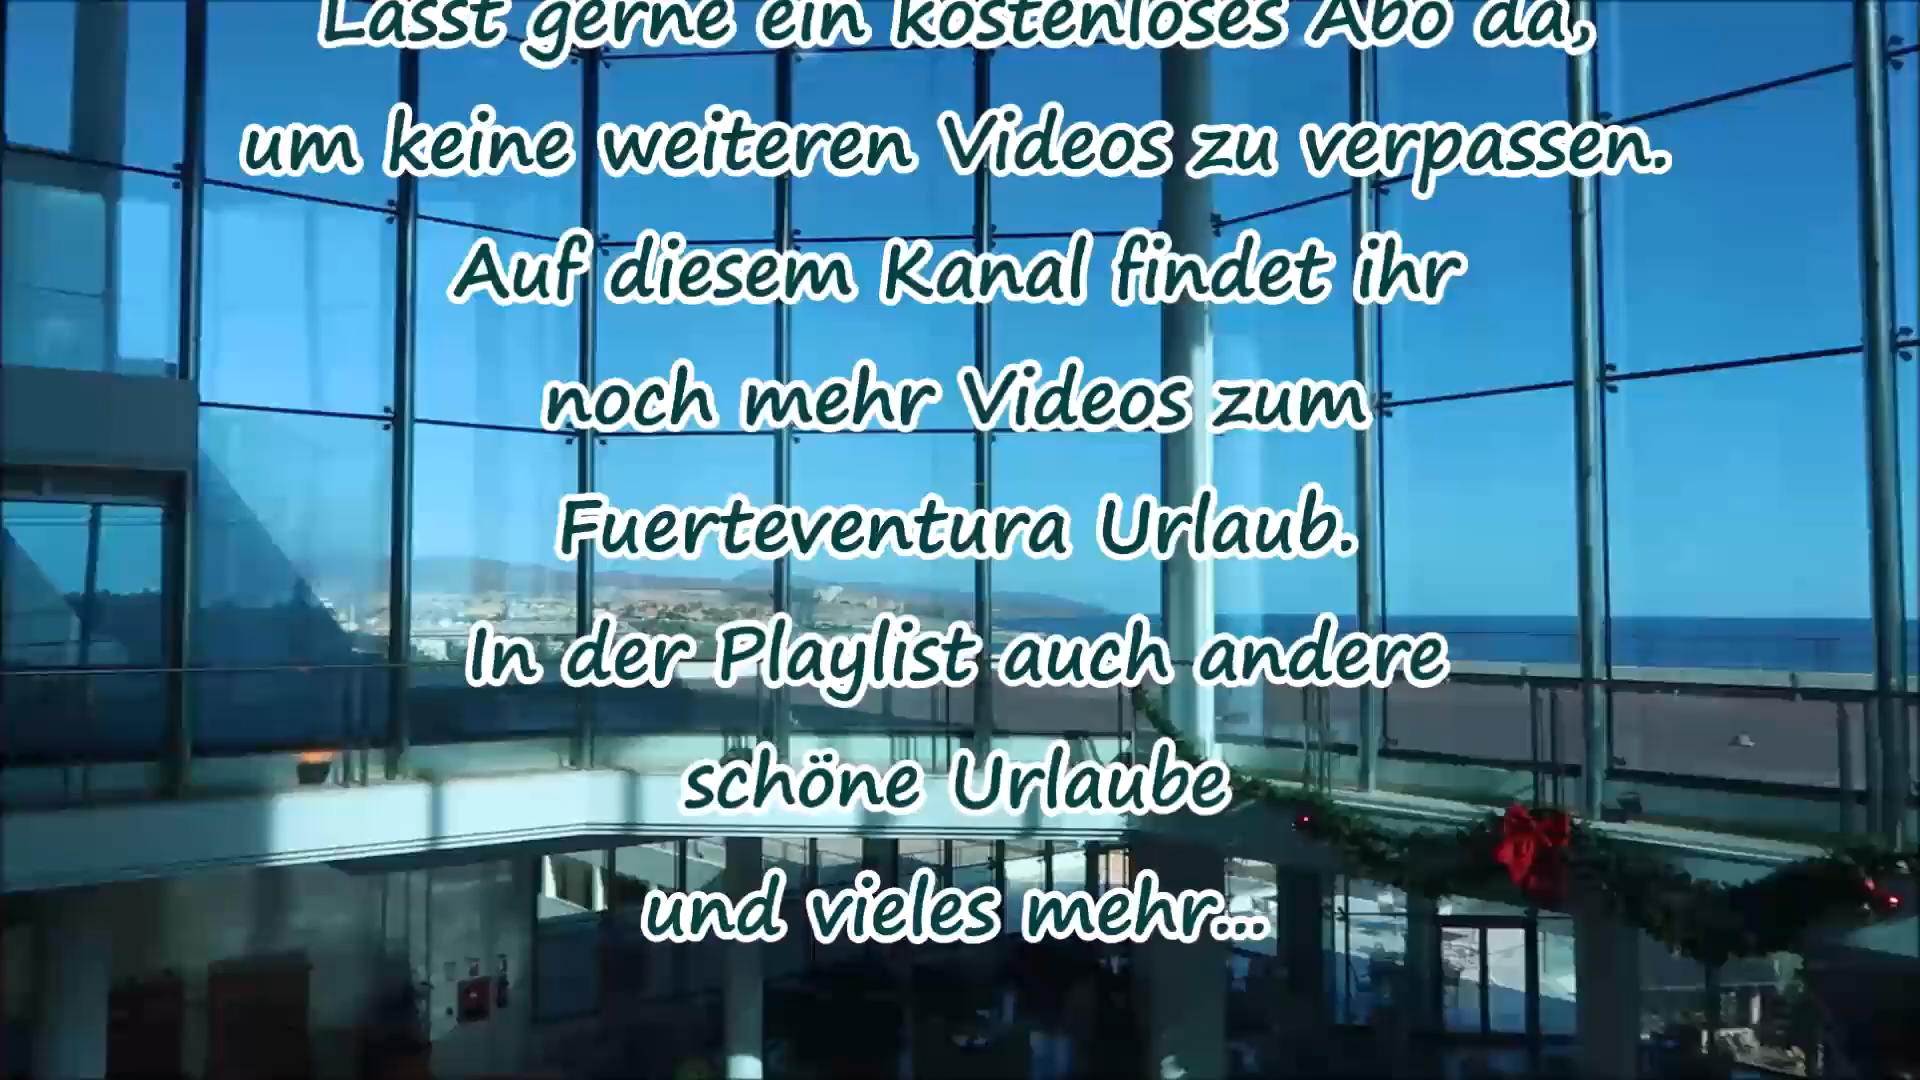 Lasst gerne ein kostenloses Abo da,
um keine weiteren Videos zu verpassen.
Auf diesem Kanal findet ihr
noch mehr Videos zum
Fuerteventura Urlaub.
In der Playlist auch andere
schöne Urlaube
und vieles mehr...